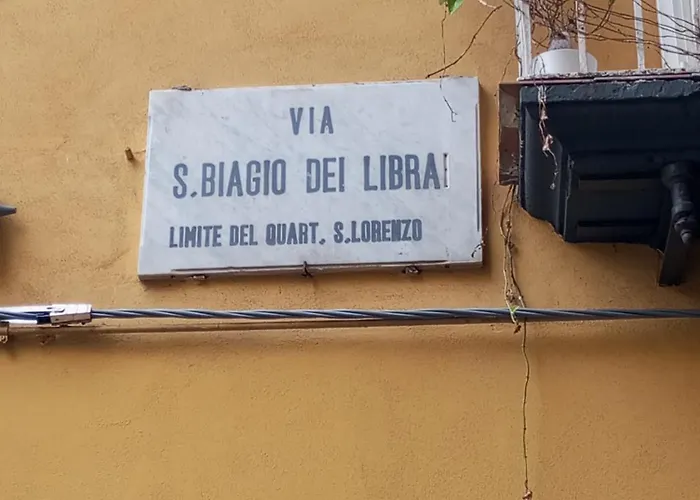 VIA
S.BIAGIO DEI LIBRAI
LIMITE DEL QUART. S.LORENZO